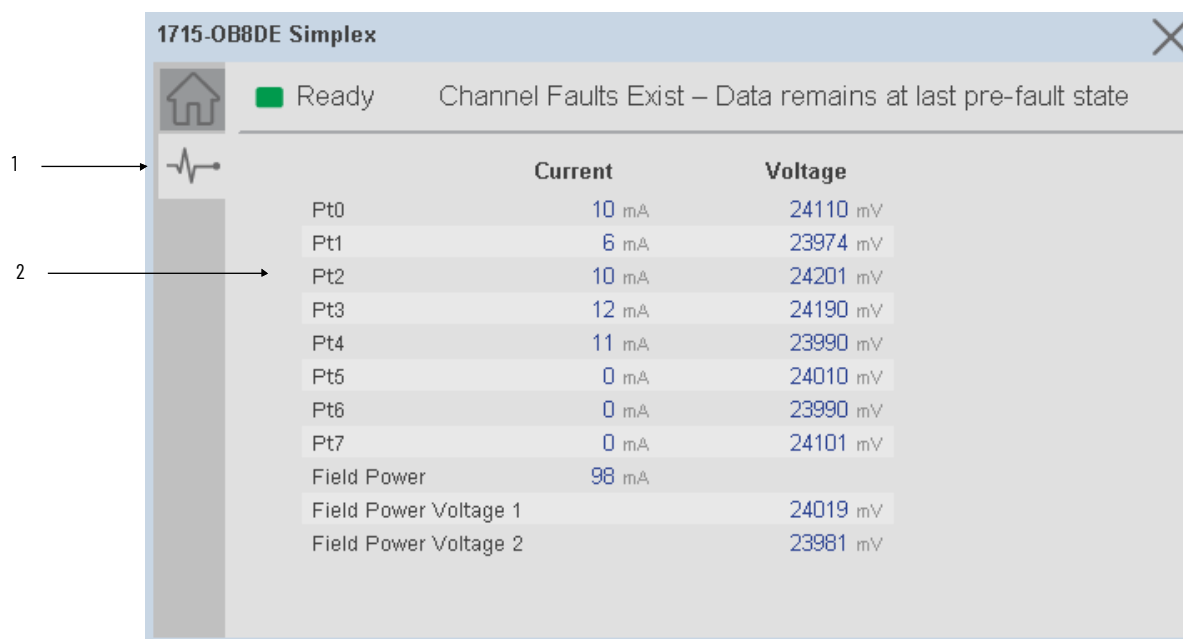 1715-OB8DE Simplex
Ready Channel Faults Exist – Data remains at last pre-fault state
1
Current Voltage
Pt0 10 mA 24110 mV
Pt1 6 mA 23974 mV
2
Pt2 10 mA 24201 mV
Pt3 12 mA 24190 mV
Pt4 11 mA 23990 mV
Pt5 0 mA 24010 mV
Pt6 0 mA 23990 mV
Pt7 0 mA 24101 mV
Field Power 98 mA
Field Power Voltage 1 24019 mV
Field Power Voltage 2 23981 mV